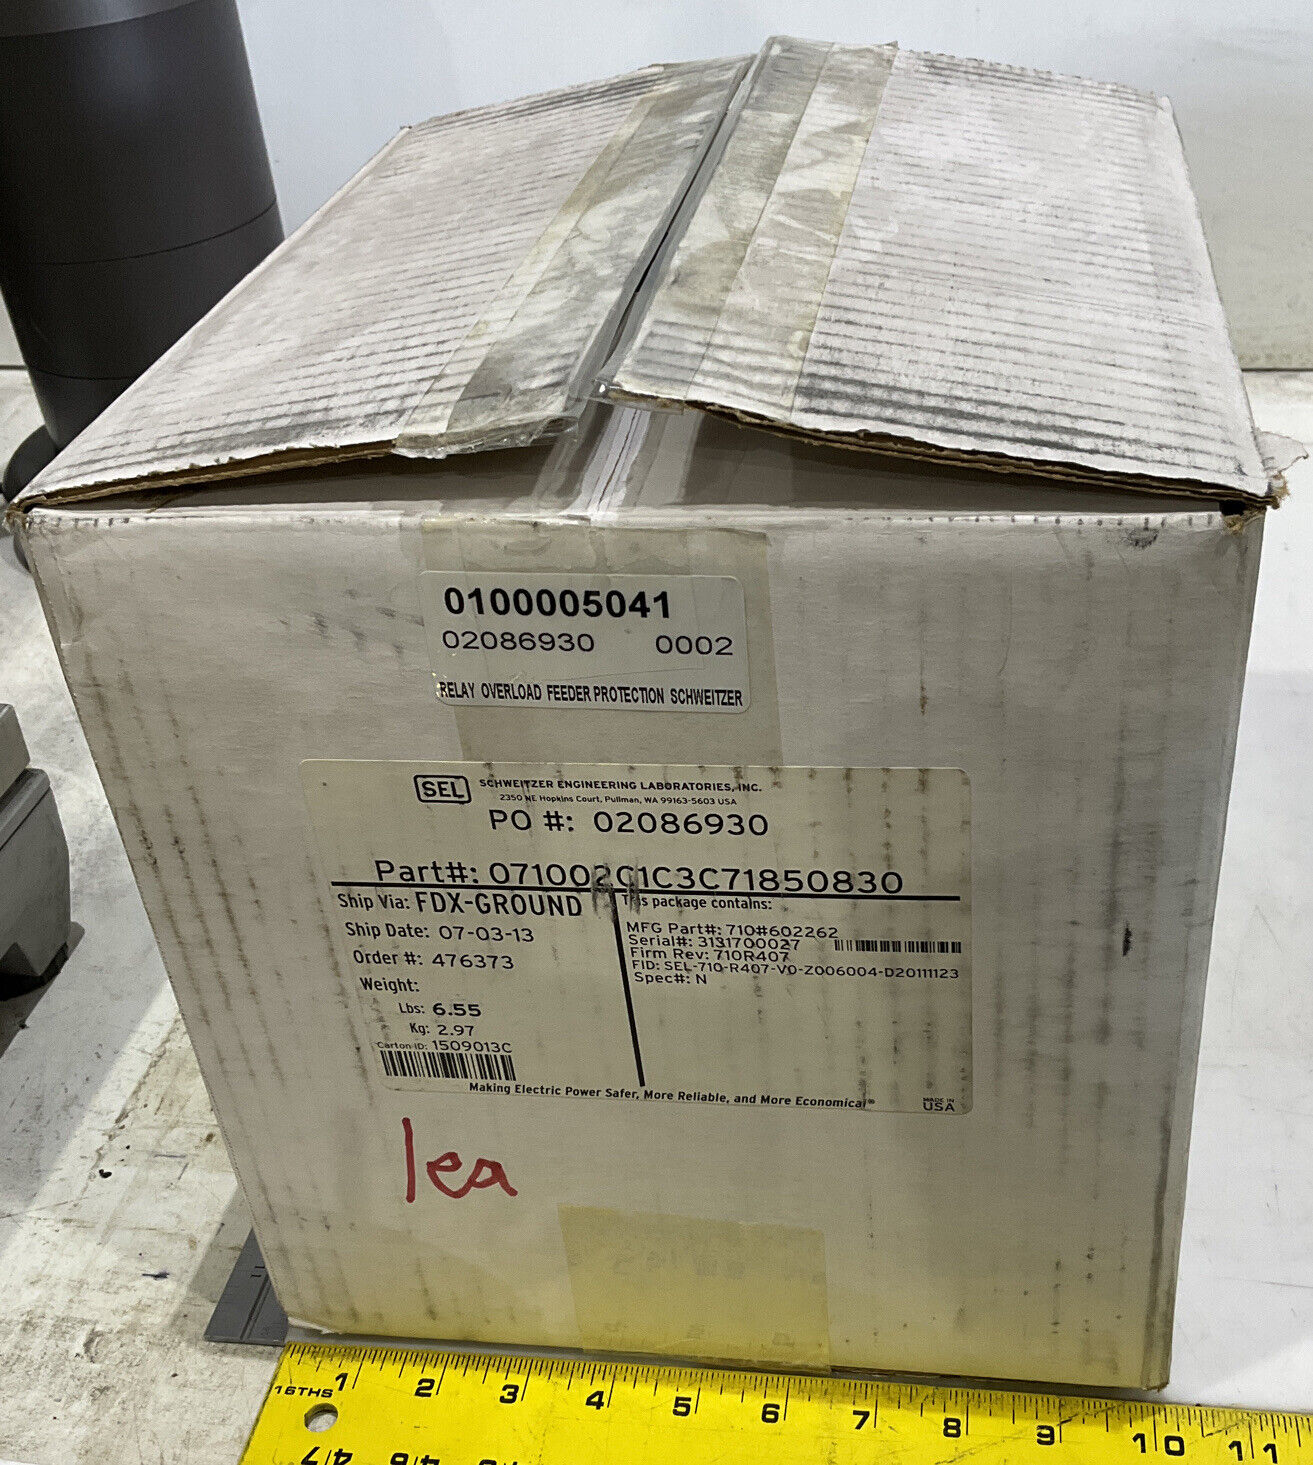 0100005041
02086930 0002
RELAY OVERLOAD FEEDER PROTECTION SCHWEITZER
SEL SCHWEITZER ENGINEERING LABORATORIES, INC.
2350 NE Hopkins Court, Pullman, WA 99163-5603 USA
PO #: 02086930
Part#: 071002C1C3C71850830
Ship Via: FDX-GROUND
Ship Date: 07-03-13
Order #: 476373
Weight:
Lbs: 6.55
Kg: 2.97
Carton ID: 1509013C
This package contains:
MFG Part#: 710#602262
Serial#: 3131700027
Firm Rev: 710R407
FID: SEL-710-R407-V0-Z006004-D20111123
Spec#: N
Making Electric Power Safer, More Reliable, and More Economical®
MADE IN
USA
1ea
16THS 1 2 3 4 5 6 7 8 9 10 11